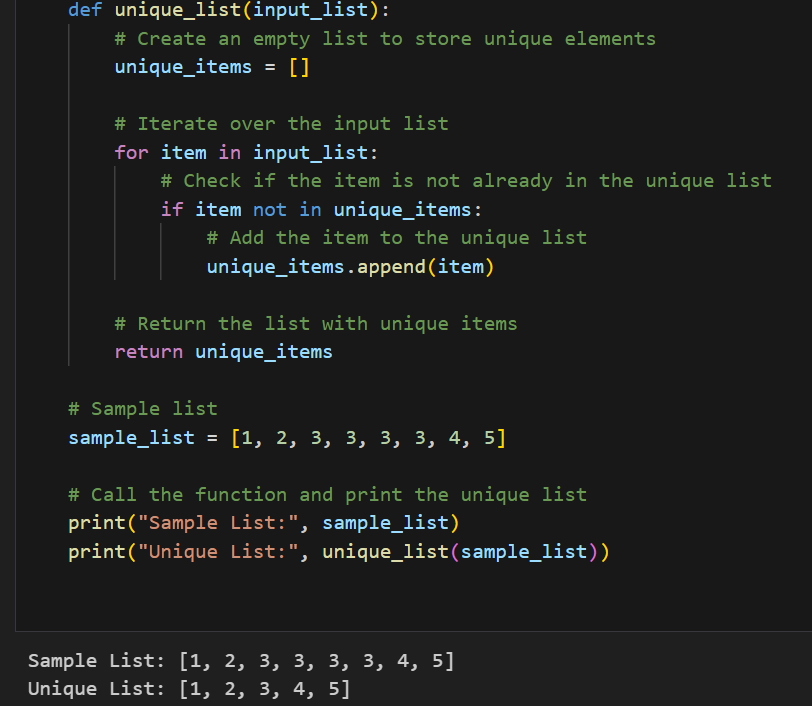 def unique_list(input_list):
    # Create an empty list to store unique elements
    unique_items = []

    # Iterate over the input list
    for item in input_list:
        # Check if the item is not already in the unique list
        if item not in unique_items:
            # Add the item to the unique list
            unique_items.append(item)

    # Return the list with unique items
    return unique_items

# Sample list
sample_list = [1, 2, 3, 3, 3, 3, 4, 5]

# Call the function and print the unique list
print("Sample List:", sample_list)
print("Unique List:", unique_list(sample_list))

Sample List: [1, 2, 3, 3, 3, 3, 4, 5]
Unique List: [1, 2, 3, 4, 5]